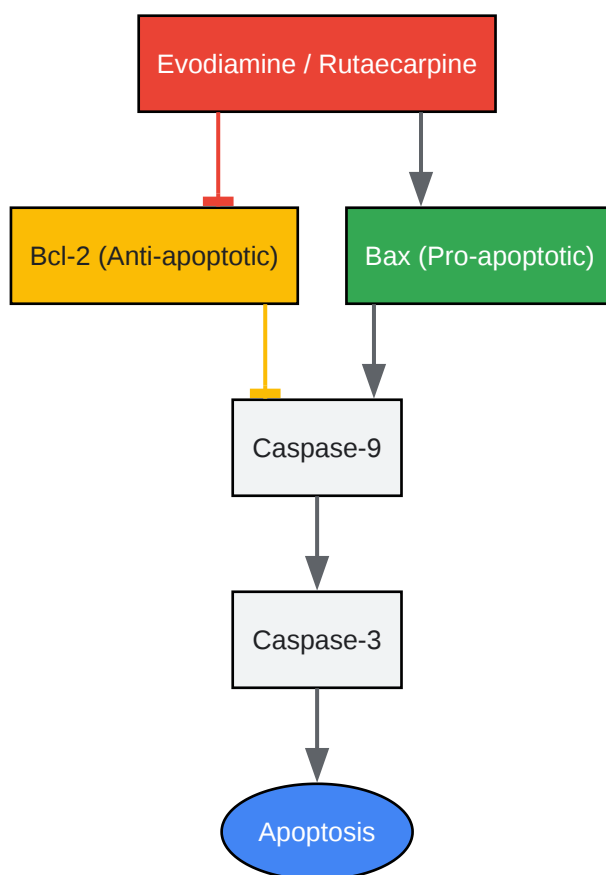 Evodiamine / Rutaecarpine
Bcl-2 (Anti-apoptotic)
Bax (Pro-apoptotic)
Caspase-9
Caspase-3
Apoptosis